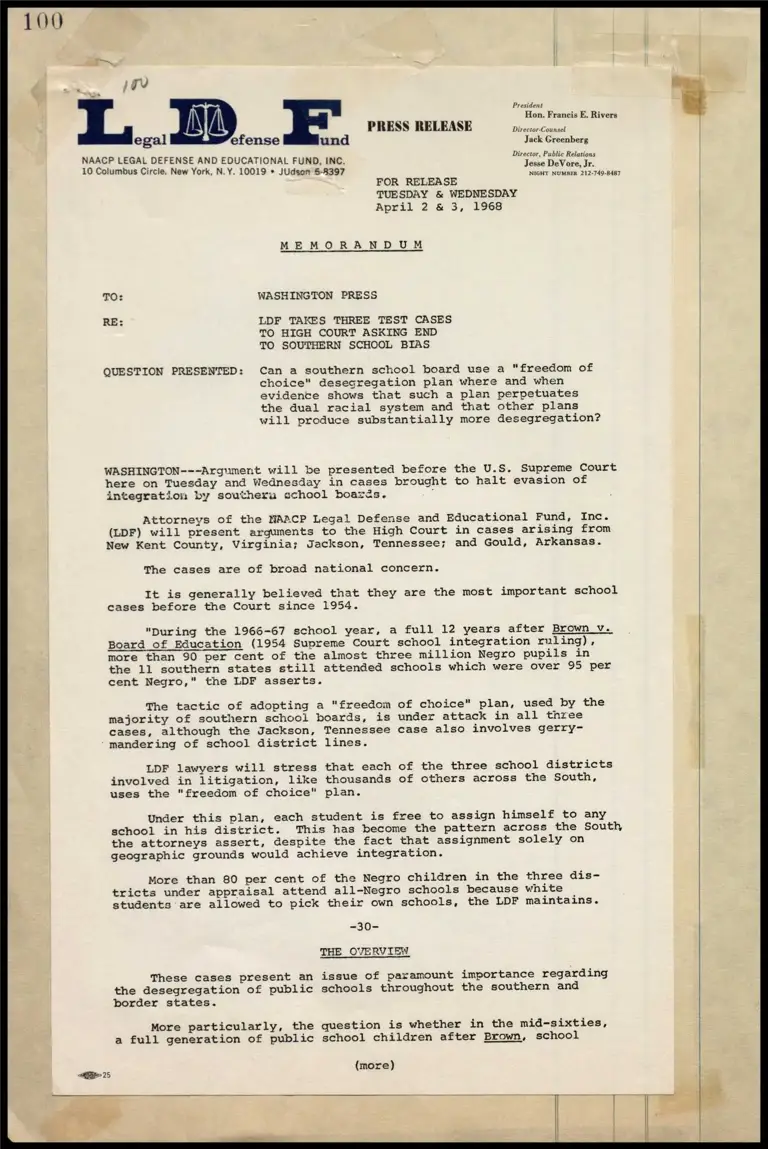 100
100
Legal Defense Fund
PRESS RELEASE
President
Hon. Francis E. Rivers
Director-Counsel
Jack Greenberg
Director, Public Relations
Jesse DeVore, Jr.
NIGHT NUMBER 212-749-8487
NAACP LEGAL DEFENSE AND EDUCATIONAL FUND, INC.
10 Columbus Circle, New York, N.Y. 10019 • JUdson 6-8397
FOR RELEASE
TUESDAY & WEDNESDAY
April 2 & 3, 1968
M E M O R A N D U M
TO: WASHINGTON PRESS
RE: LDF TAKES THREE TEST CASES
TO HIGH COURT ASKING END
TO SOUTHERN SCHOOL BIAS
QUESTION PRESENTED: Can a southern school board use a "freedom of
choice" desegregation plan where and when
evidence shows that such a plan perpetuates
the dual racial system and that other plans
will produce substantially more desegregation?
WASHINGTON---Argument will be presented before the U.S. Supreme Court
here on Tuesday and Wednesday in cases brought to halt evasion of
integration by southern school boards.
Attorneys of the NAACP Legal Defense and Educational Fund, Inc.
(LDF) will present arguments to the High Court in cases arising from
New Kent County, Virginia; Jackson, Tennessee; and Gould, Arkansas.
The cases are of broad national concern.
It is generally believed that they are the most important school
cases before the Court since 1954.
"During the 1966-67 school year, a full 12 years after Brown v.
Board of Education (1954 Supreme Court school integration ruling),
more than 90 per cent of the almost three million Negro pupils in
the 11 southern states still attended schools which were over 95 per
cent Negro," the LDF asserts.
The tactic of adopting a "freedom of choice" plan, used by the
majority of southern school boards, is under attack in all three
cases, although the Jackson, Tennessee case also involves gerry-
mandering of school district lines.
LDF lawyers will stress that each of the three school districts
involved in litigation, like thousands of others across the South,
uses the "freedom of choice" plan.
Under this plan, each student is free to assign himself to any
school in his district. This has become the pattern across the South,
the attorneys assert, despite the fact that assignment solely on
geographic grounds would achieve integration.
More than 80 per cent of the Negro children in the three dis-
tricts under appraisal attend all-Negro schools because white
students are allowed to pick their own schools, the LDF maintains.
-30-
THE OVERVIEW
These cases present an issue of paramount importance regarding
the desegregation of public schools throughout the southern and
border states.
More particularly, the question is whether in the mid-sixties,
a full generation of public school children after Brown, school
(more)
25